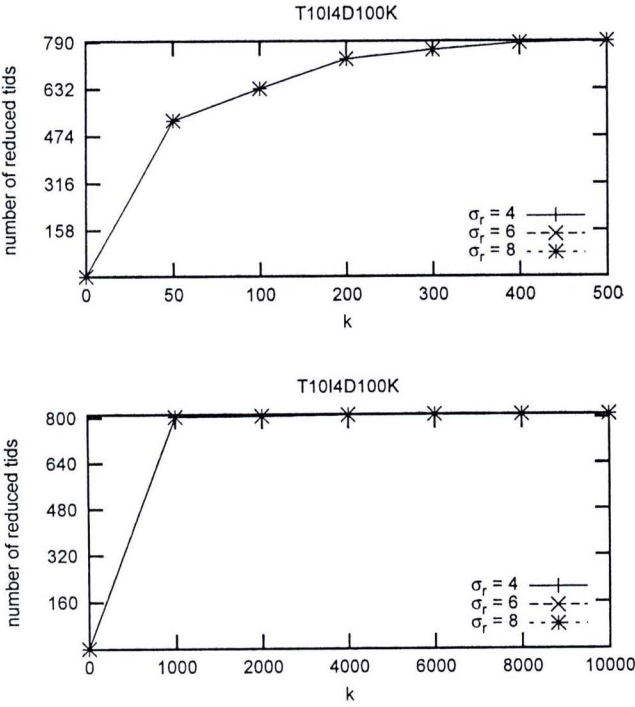 T10I4D100K
number of reduced tids
790
632
474
316
158
σr = 4
σr = 6
σr = 8
0 50 100 200 300 400 500
k
T10I4D100K
number of reduced tids
800
640
480
320
160
σr = 4
σr = 6
σr = 8
0 1000 2000 4000 6000 8000 10000
k